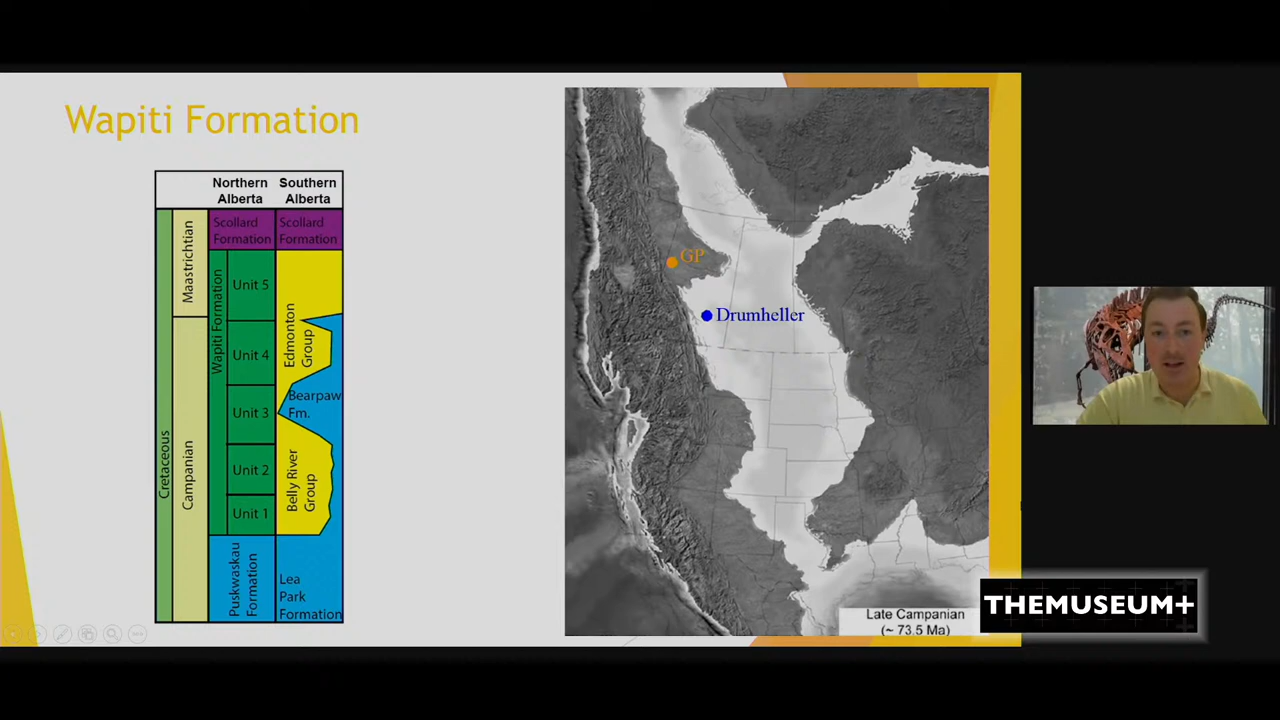 Wapiti Formation
Northern
Alberta
Southern
Alberta
Cretaceous
Maastrichtian
Campanian
Scollard
Formation
Scollard
Formation
Wapiti Formation
Unit 5
Unit 4
Unit 3
Unit 2
Unit 1
Edmonton
Group
Bearpaw
Fm.
Belly River
Group
Puskwaskau
Formation
Lea
Park
Formation
GP
Drumheller
Late Campanian
(~ 73.5 Ma)
THEMUSEUM+